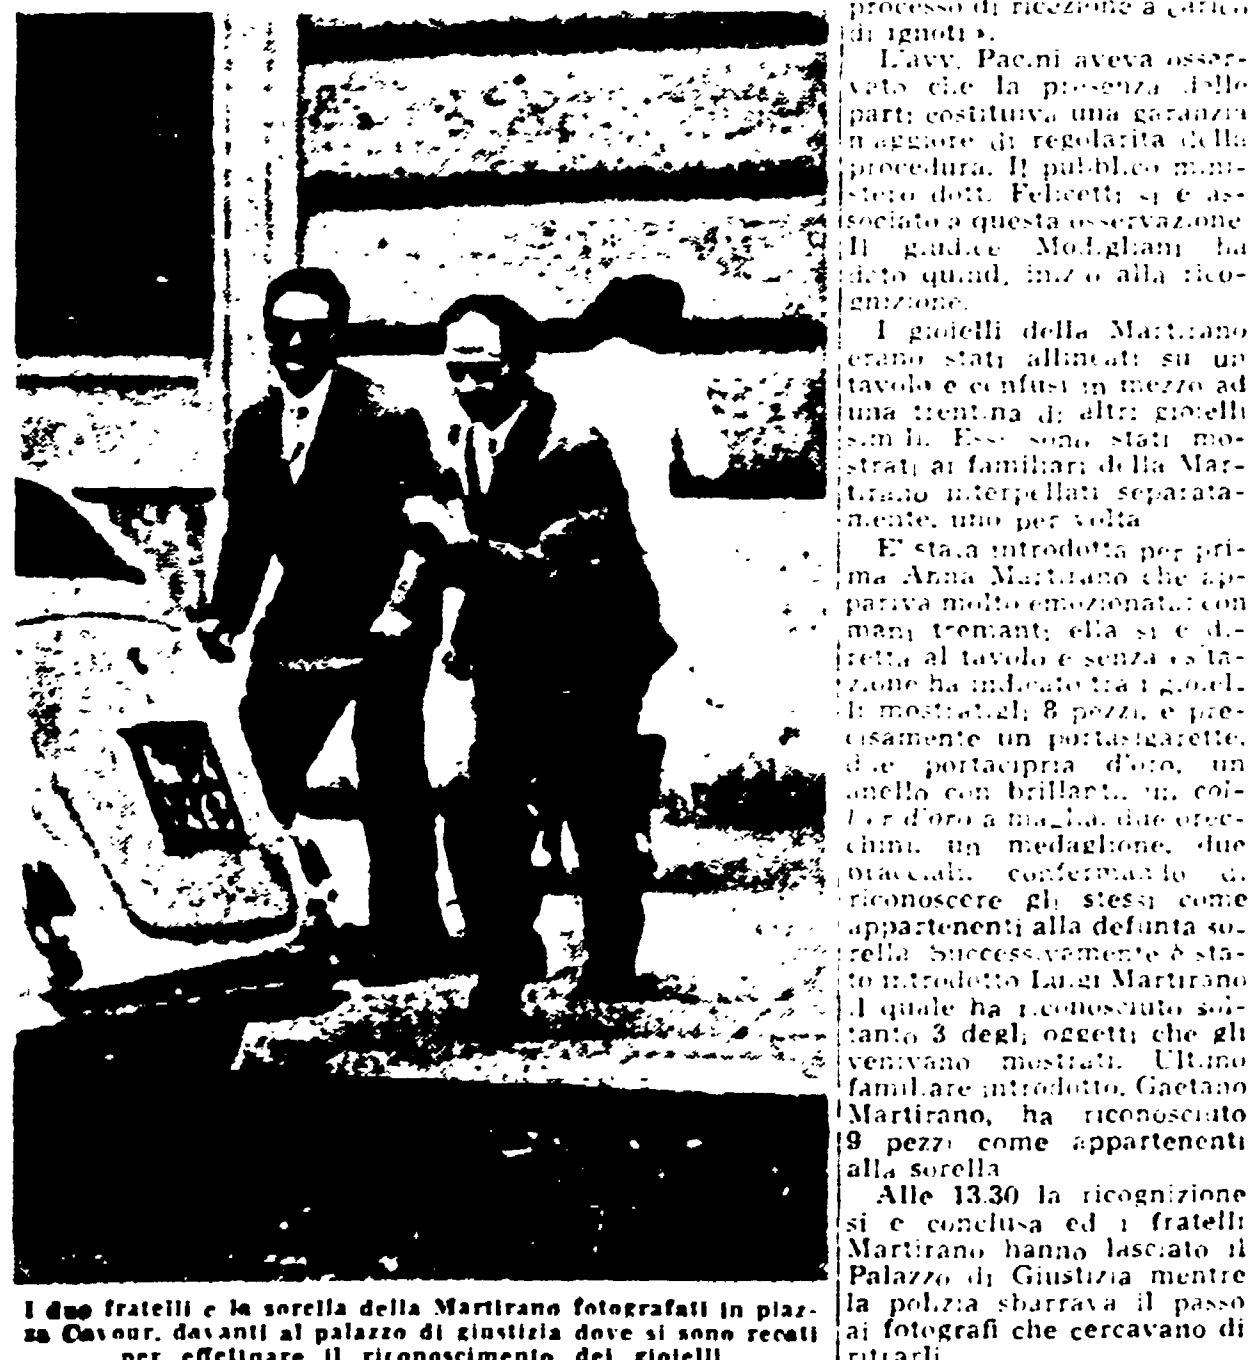 processo di ricezione a carico
di ignoti ».
L'avv. Pacini aveva osser-
vato che la presenza delle
parti costituiva una garanzia
maggiore di regolarità della
procedura. Il pubblico mini-
stero dott. Felicetti si è as-
sociato a questa osservazione
Il giudice Modigliani ha
dato quindi inizio alla rico-
gnizione.
I gioielli della Martirano
erano stati allineati su un
tavolo e confusi in mezzo ad
una trentina di altri gioielli
simili. Essi sono stati mo-
strati ai familiari della Mar-
tirano interpellati separata-
mente, uno per volta
E' stata introdotta per pri-
ma Anna Martirano che ap-
pariva molto emozionata: con
mani tremanti ella si è di-
retta al tavolo e senza esita-
zione ha indicato tra i gioiel-
li mostratigli 8 pezzi, e pre-
cisamente un portasigarette,
due portacipria d'oro, un
anello con brillanti, un col-
lier d'oro a maglia, due orec-
chini, un medaglione, due
bracciali, confermando di
riconoscere gli stessi come
appartenenti alla defunta so-
rella Successivamente è sta-
to introdotto Luigi Martirano
il quale ha riconosciuto sol-
tanto 3 degli oggetti che gli
venivano mostrati. Ultimo
familiare introdotto, Gaetano
Martirano, ha riconosciuto
9 pezzi come appartenenti
alla sorella
Alle 13.30 la ricognizione
si è conclusa ed i fratelli
Martirano hanno lasciato il
Palazzo di Giustizia mentre
la polizia sbarrava il passo
ai fotografi che cercavano di
ritrarli
I due fratelli e la sorella della Martirano fotografati in piaz-
za Cavour, davanti al palazzo di giustizia dove si sono recati
per effettuare il riconoscimento dei gioielli